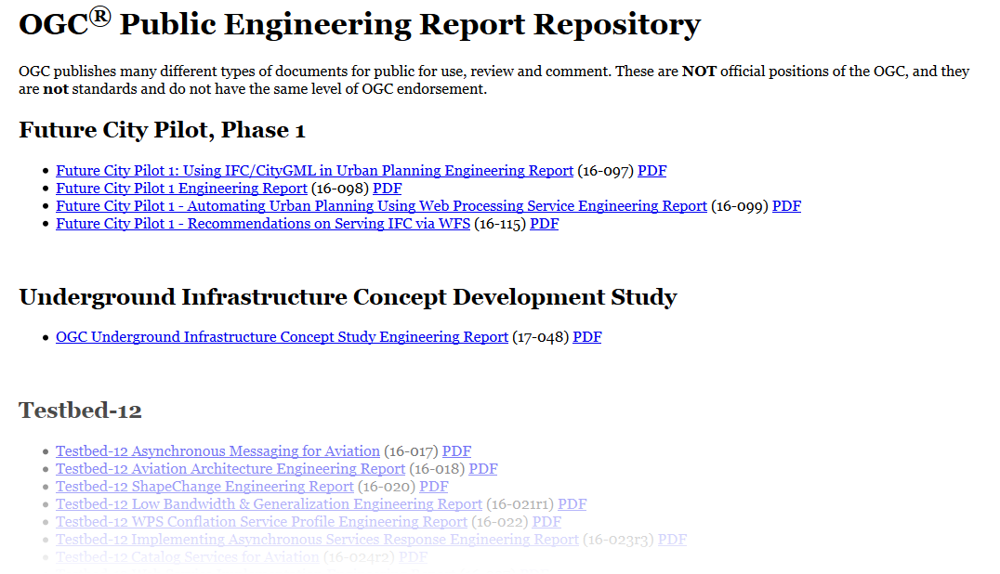 OGC® Public Engineering Report Repository
OGC publishes many different types of documents for public for use, review and comment. These are NOT official positions of the OGC, and they
are not standards and do not have the same level of OGC endorsement.
Future City Pilot, Phase 1
Future City Pilot 1: Using IFC/CityGML in Urban Planning Engineering Report (16-097) PDF
Future City Pilot 1 Engineering Report (16-098) PDF
Future City Pilot 1 - Automating Urban Planning Using Web Processing Service Engineering Report (16-099) PDF
Future City Pilot 1 - Recommendations on Serving IFC via WFS (16-115) PDF
Underground Infrastructure Concept Development Study
OGC Underground Infrastructure Concept Study Engineering Report (17-048) PDF
Testbed-12
Testbed-12 Asynchronous Messaging for Aviation (16-017) PDF
Testbed-12 Aviation Architecture Engineering Report (16-018) PDF
Testbed-12 ShapeChange Engineering Report (16-020) PDF
Testbed-12 Low Bandwidth & Generalization Engineering Report (16-021r1) PDF
Testbed-12 WPS Conflation Service Profile Engineering Report (16-022) PDF
Testbed-12 Implementing Asynchronous Services Response Engineering Report (16-023r3) PDF
Testbed-12 Catalog Services for Aviation (16-024r2) PDF